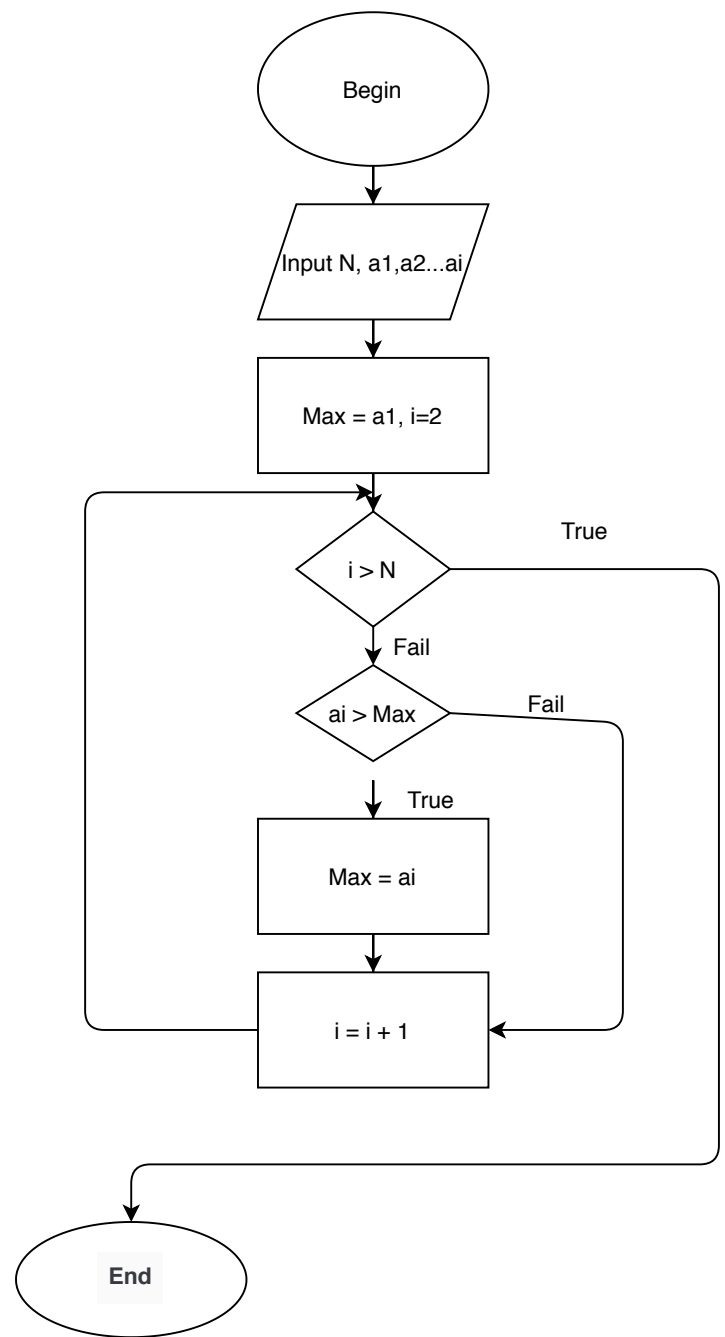 Begin
Input N, a1,a2...ai
Max = a1, i=2
True
i > N
Fail
Fail
ai > Max
True
Max = ai
i = i + 1
End